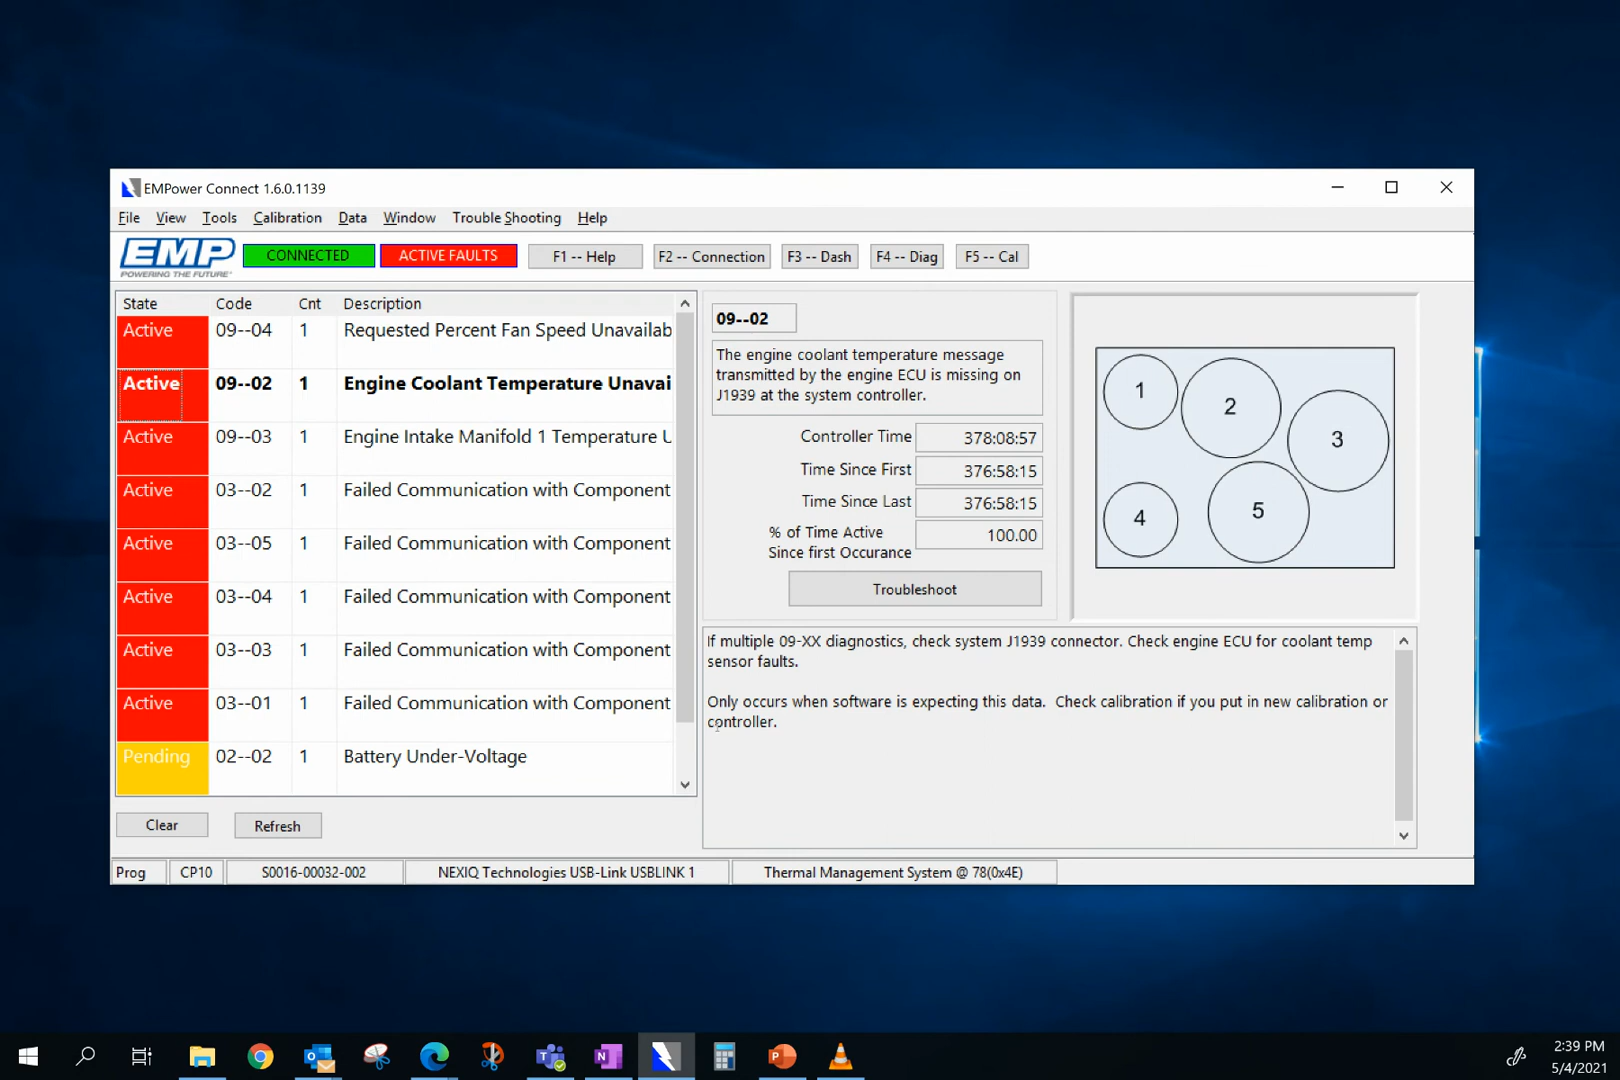 EMPower Connect 1.6.0.1139
File View Tools Calibration Data Window Trouble Shooting Help
EMP
POWERING THE FUTURE
CONNECTED
ACTIVE FAULTS
F1 -- Help
F2 -- Connection
F3 -- Dash
F4 -- Diag
F5 -- Cal
State Code Cnt Description
Active 09--04 1 Requested Percent Fan Speed Unavailab
Active 09--02 1 Engine Coolant Temperature Unavai
Active 09--03 1 Engine Intake Manifold 1 Temperature U
Active 03--02 1 Failed Communication with Component
Active 03--05 1 Failed Communication with Component
Active 03--04 1 Failed Communication with Component
Active 03--03 1 Failed Communication with Component
Active 03--01 1 Failed Communication with Component
Pending 02--02 1 Battery Under-Voltage
Clear
Refresh
09--02
The engine coolant temperature message
transmitted by the engine ECU is missing on
J1939 at the system controller.
Controller Time 378:08:57
Time Since First 376:58:15
Time Since Last 376:58:15
% of Time Active
Since first Occurance 100.00
Troubleshoot
1
2
3
4
5
If multiple 09-XX diagnostics, check system J1939 connector. Check engine ECU for coolant temp
sensor faults.
Only occurs when software is expecting this data. Check calibration if you put in new calibration or
controller.
Prog
CP10
S0016-00032-002
NEXIQ Technologies USB-Link USBLINK 1
Thermal Management System @ 78(0x4E)
2:39 PM
5/4/2021